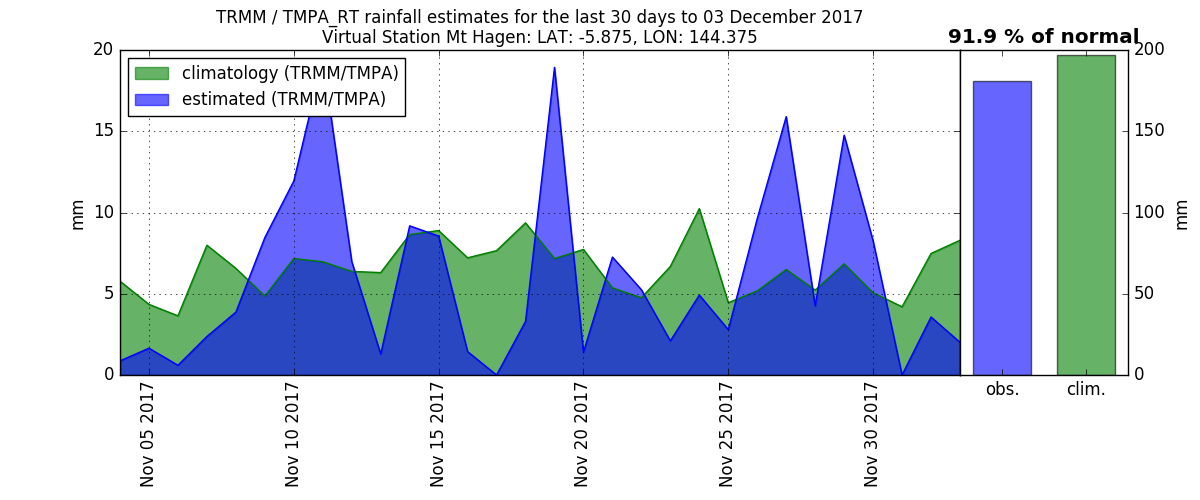 TRMM / TMPA_RT rainfall estimates for the last 30 days to 03 December 2017
Virtual Station Mt Hagen: LAT: -5.875, LON: 144.375
91.9 % of normal
climatology (TRMM/TMPA)
estimated (TRMM/TMPA)
20
15
10
5
0
mm
Nov 05 2017
Nov 10 2017
Nov 15 2017
Nov 20 2017
Nov 25 2017
Nov 30 2017
200
150
100
50
0
mm
obs.
clim.